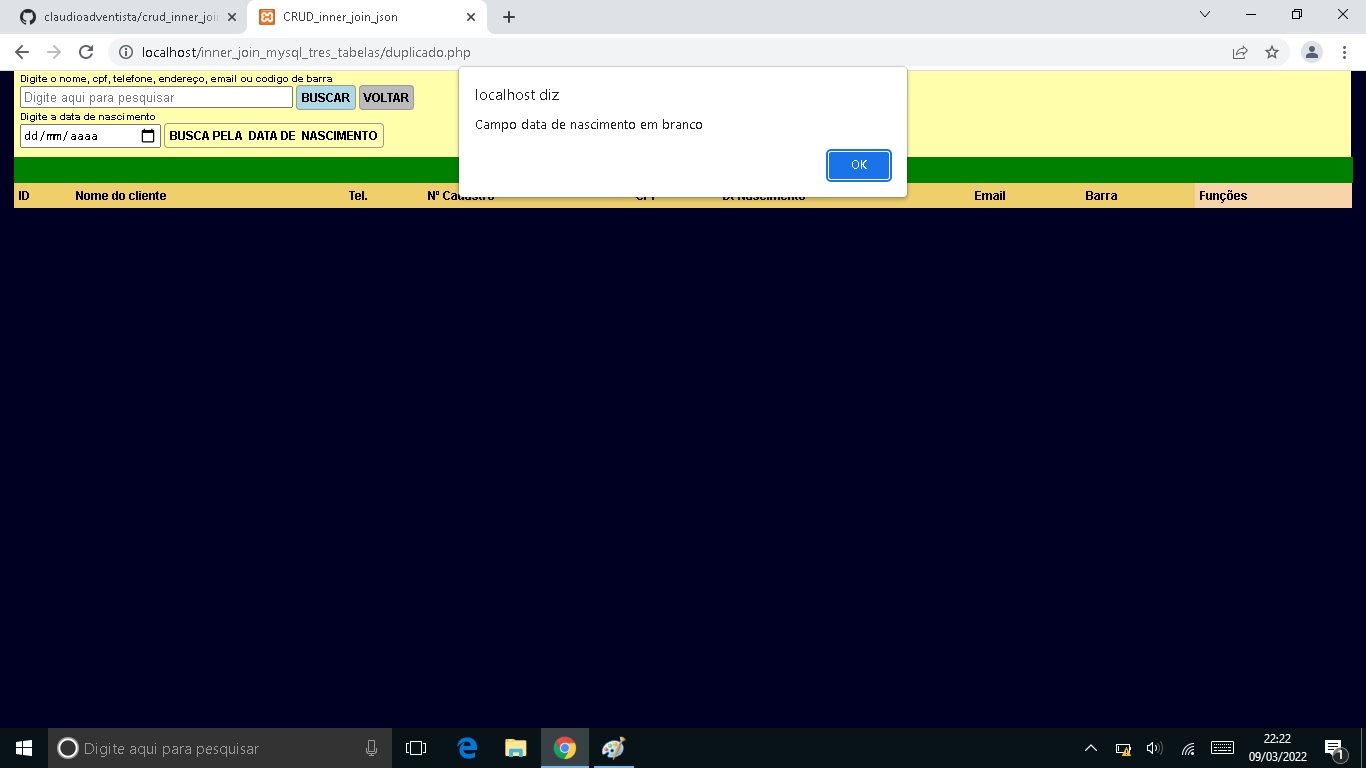 claudioadventista/crud_inner_joi
CRUD_inner_join_json
localhost/inner_join_mysql_tres_tabelas/duplicado.php
Digite o nome, cpf, telefone, endereço, email ou codigo de barra
Digite aqui para pesquisar
BUSCAR
VOLTAR
Digite a data de nascimento
dd/mm/aaaa
BUSCA PELA DATA DE NASCIMENTO
localhost diz
Campo data de nascimento em branco
OK
ID
Nome do cliente
Tel.
Nº Cadastro
Nascimento
Email
Barra
Funções
Digite aqui para pesquisar
22:22
09/03/2022
1